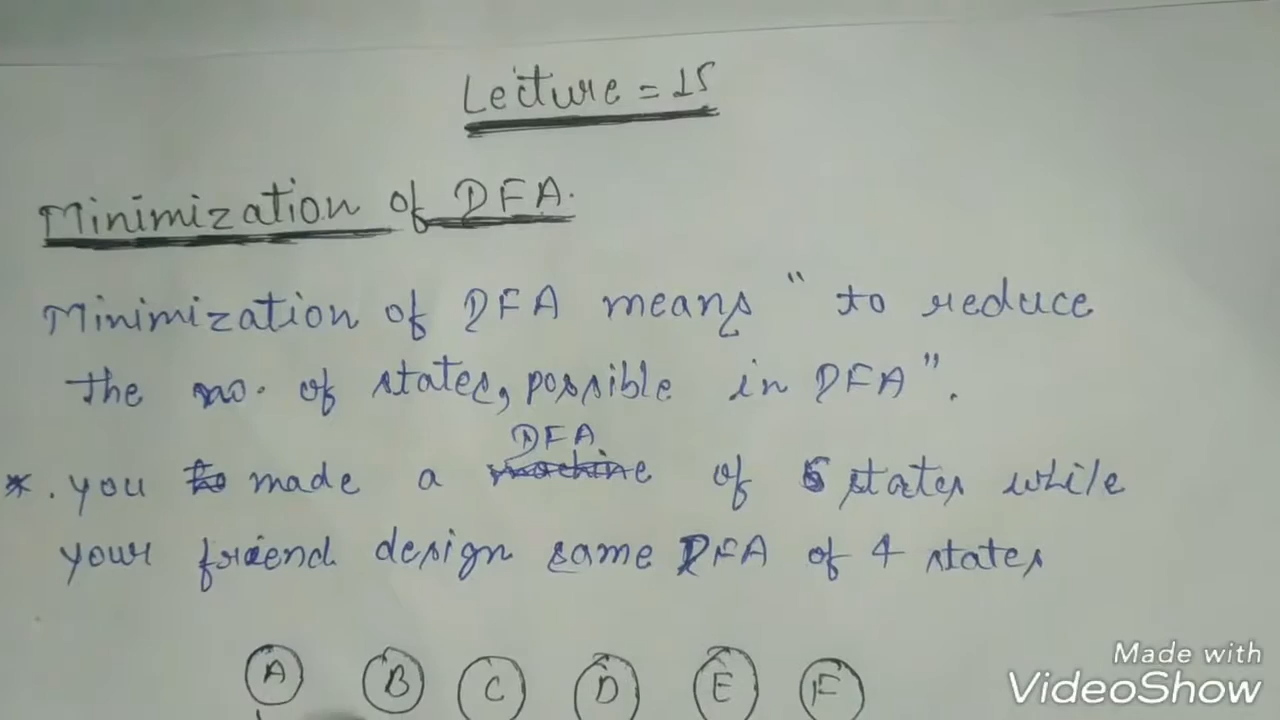 Lecture = 15
Minimization of DFA.
Minimization of DFA means " to reduce
the no. of states, possible in DFA ".
DFA
*. you made a machine of 5 states while
your friend design same DFA of 4 states
A B C D E F
Made with
VideoShow